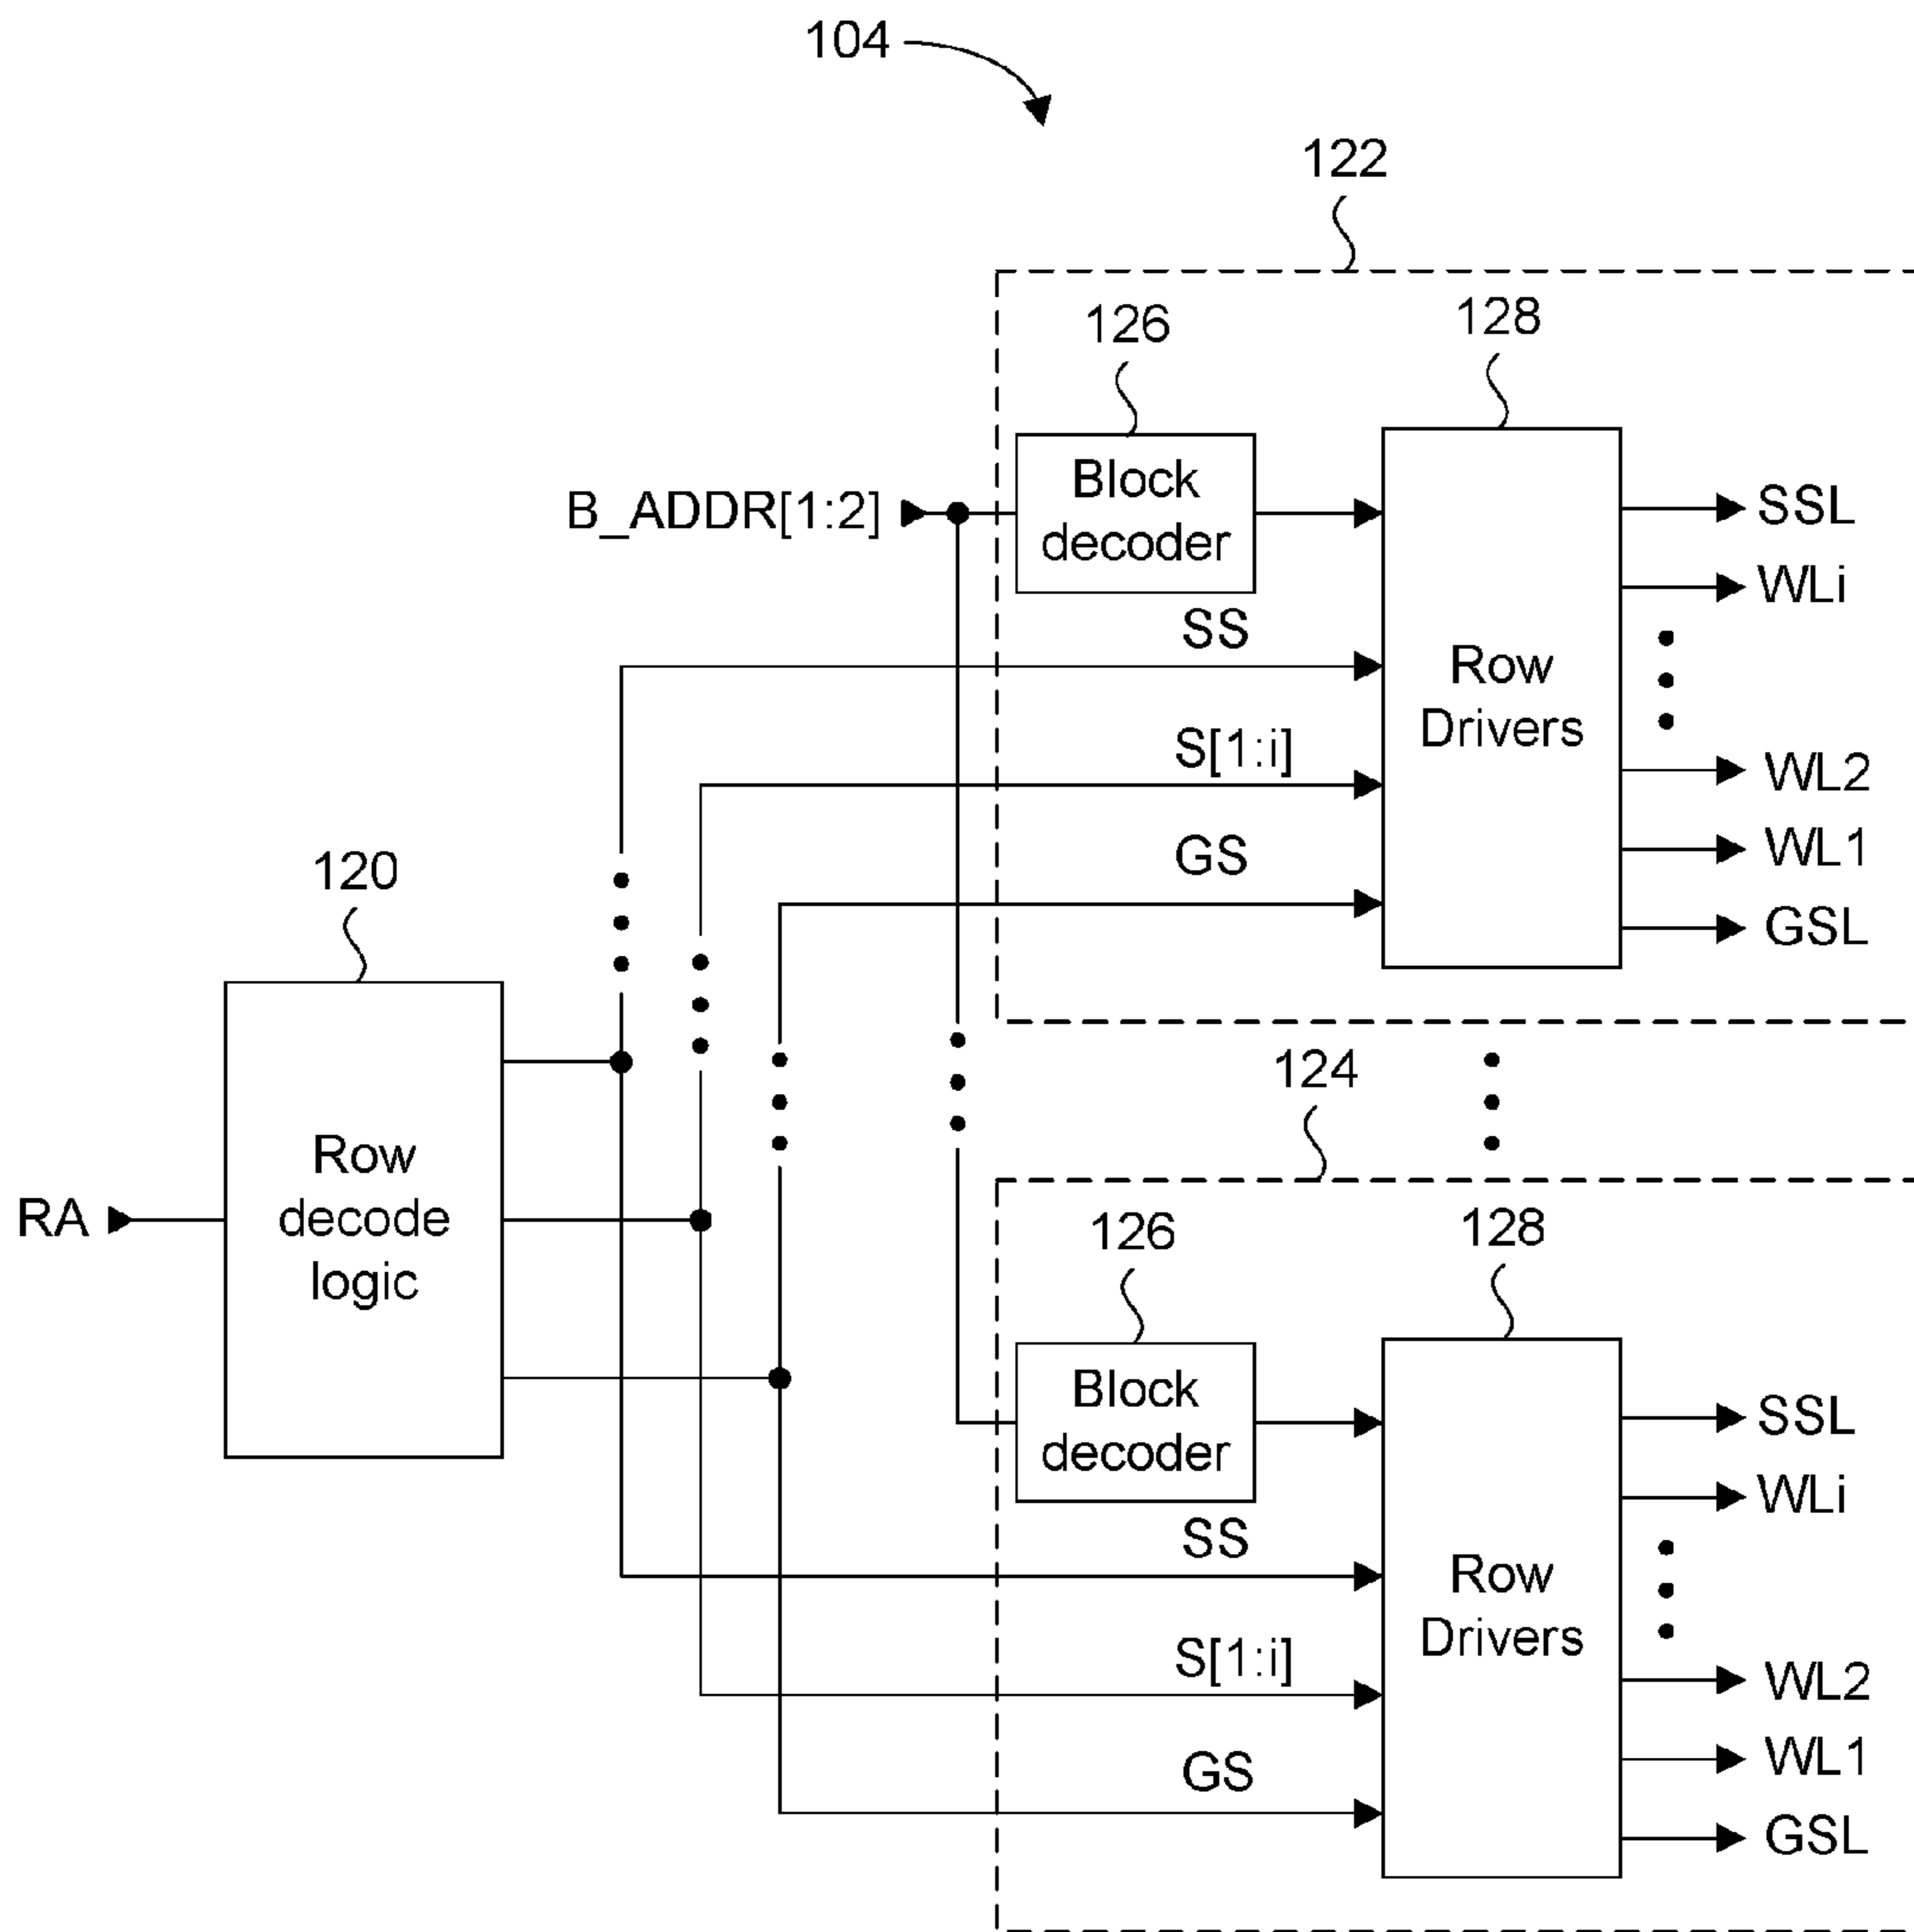 104
122
126
128
B_ADDR[1:2]
Block
decoder
SS
S[1:i]
GS
Row
Drivers
SSL
WLi
WL2
WL1
GSL
120
Row
decode
logic
RA
124
126
128
Block
decoder
SS
S[1:i]
GS
Row
Drivers
SSL
WLi
WL2
WL1
GSL